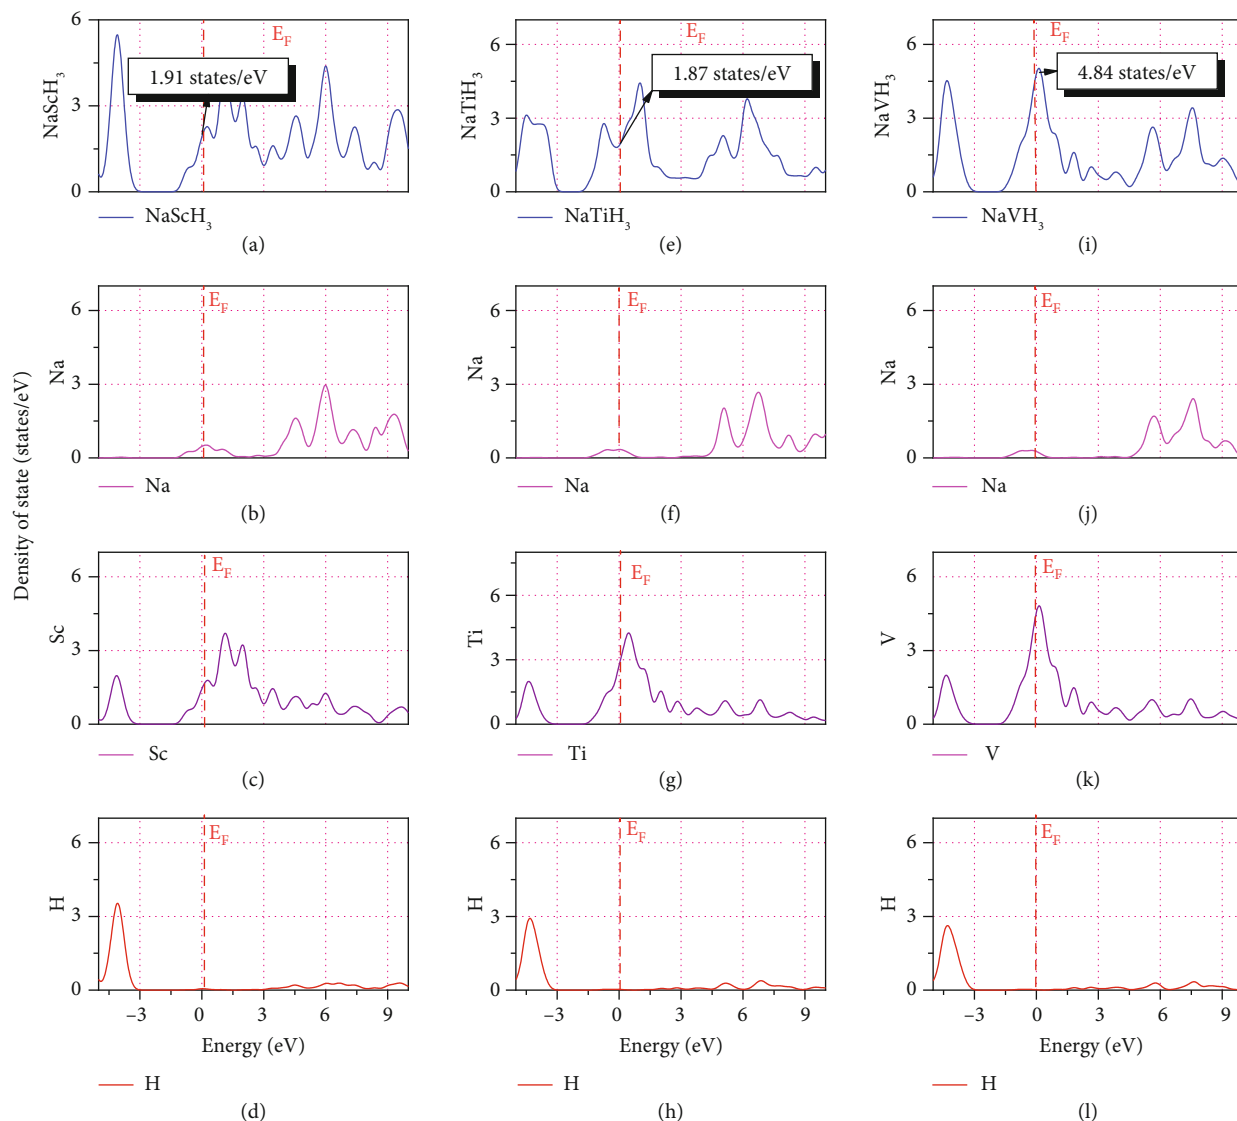 Density of state (states/eV)
NaScH3
6
3
0
EF
1.91 states/eV
NaScH3
(a)
NaTiH3
6
3
0
EF
1.87 states/eV
NaTiH3
(e)
NaVH3
6
3
0
EF
4.84 states/eV
NaVH3
(i)
Na
6
3
0
EF
Na
(b)
Na
6
3
0
EF
Na
(f)
Na
6
3
0
EF
Na
(j)
Sc
6
3
0
EF
Sc
(c)
Ti
6
3
0
EF
Ti
(g)
V
6
3
0
EF
V
(k)
H
6
3
0
EF
−3 0 3 6 9
Energy (eV)
H
(d)
H
6
3
0
EF
−3 0 3 6 9
Energy (eV)
H
(h)
H
6
3
0
EF
−3 0 3 6 9
Energy (eV)
H
(l)